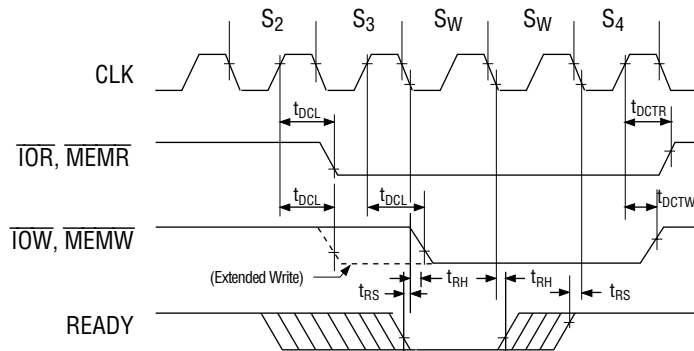 S2 S3 SW SW S4
CLK
tDCL tDCTR
IOR, MEMR
tDCL tDCL tDCTW
IOW, MEMW
(Extended Write)
tRS tRH tRH tRS
READY